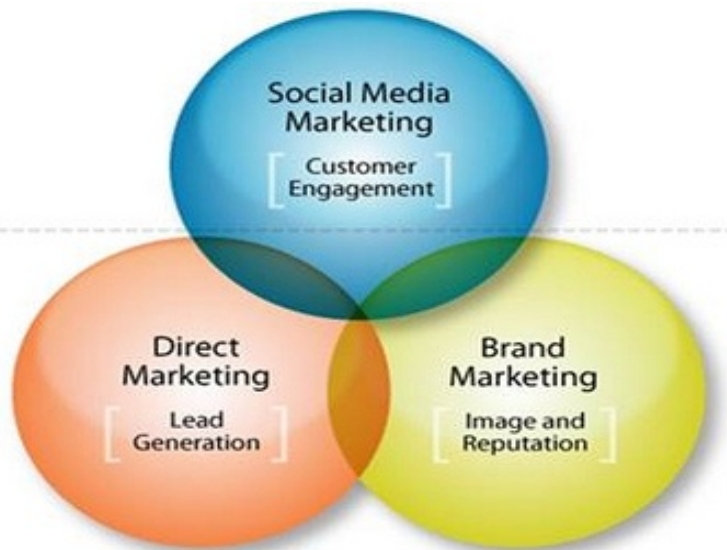 Social Media
Marketing
Customer
Engagement
Direct
Marketing
Lead
Generation
Brand
Marketing
Image and
Reputation